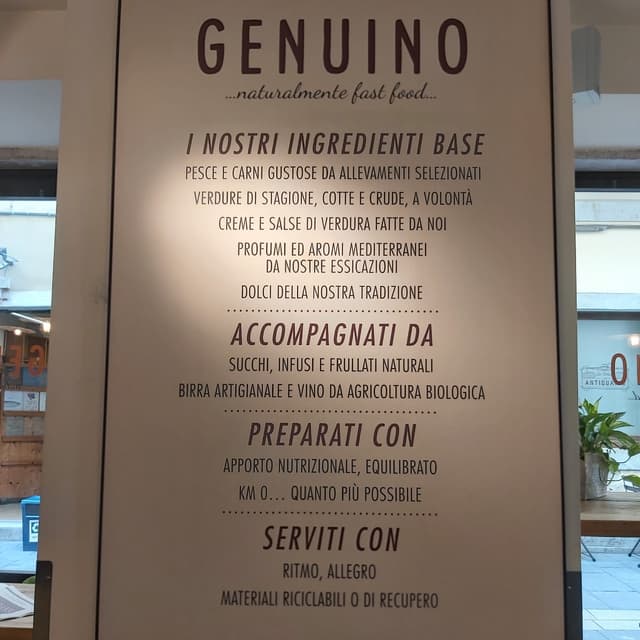 GENUINO
...naturalmente fast food...
I NOSTRI INGREDIENTI BASE
PESCE E CARNI GUSTOSE DA ALLEVAMENTI SELEZIONATI
VERDURE DI STAGIONE, COTTE E CRUDE, A VOLONTÀ
CREME E SALSE DI VERDURA FATTE DA NOI
PROFUMI ED AROMI MEDITERRANEI
DA NOSTRE ESSICAZIONI
DOLCI DELLA NOSTRA TRADIZIONE
ACCOMPAGNATI DA
SUCCHI, INFUSI E FRULLATI NATURALI
BIRRA ARTIGIANALE E VINO DA AGRICOLTURA BIOLOGICA
PREPARATI CON
APPORTO NUTRIZIONALE, EQUILIBRATO
KM 0... QUANTO PIÙ POSSIBILE
SERVITI CON
RITMO, ALLEGRO
MATERIALI RICICLABILI O DI RECUPERO